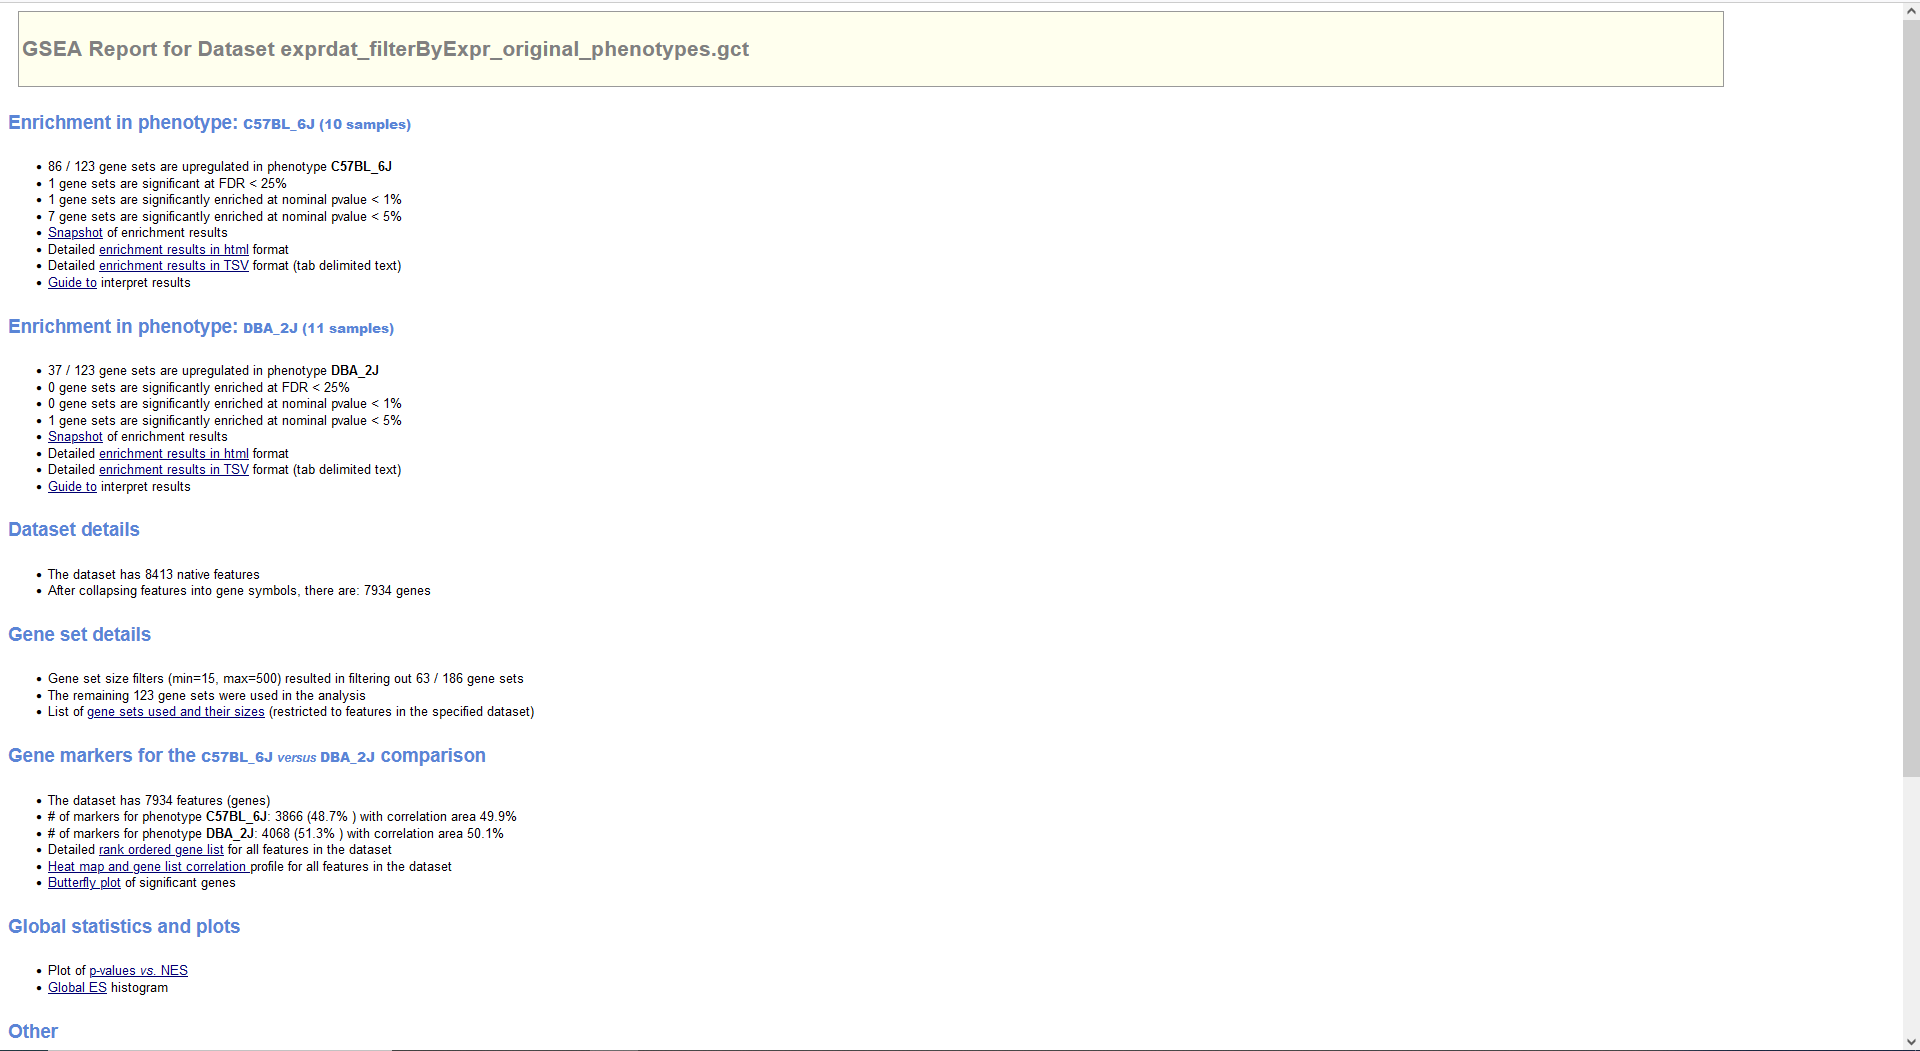 GSEA Report for Dataset exprdat_filterByExpr_original_phenotypes.gct
Enrichment in phenotype: C57BL_6J (10 samples)
• 86 / 123 gene sets are upregulated in phenotype C57BL_6J
• 1 gene sets are significant at FDR < 25%
• 1 gene sets are significantly enriched at nominal pvalue < 1%
• 7 gene sets are significantly enriched at nominal pvalue < 5%
• Snapshot of enrichment results
• Detailed enrichment results in html format
• Detailed enrichment results in TSV format (tab delimited text)
• Guide to interpret results
Enrichment in phenotype: DBA_2J (11 samples)
• 37 / 123 gene sets are upregulated in phenotype DBA_2J
• 0 gene sets are significantly enriched at FDR < 25%
• 0 gene sets are significantly enriched at nominal pvalue < 1%
• 1 gene sets are significantly enriched at nominal pvalue < 5%
• Snapshot of enrichment results
• Detailed enrichment results in html format
• Detailed enrichment results in TSV format (tab delimited text)
• Guide to interpret results
Dataset details
• The dataset has 8413 native features
• After collapsing features into gene symbols, there are: 7934 genes
Gene set details
• Gene set size filters (min=15, max=500) resulted in filtering out 63 / 186 gene sets
• The remaining 123 gene sets were used in the analysis
• List of gene sets used and their sizes (restricted to features in the specified dataset)
Gene markers for the C57BL_6J versus DBA_2J comparison
• The dataset has 7934 features (genes)
• # of markers for phenotype C57BL_6J: 3866 (48.7% ) with correlation area 49.9%
• # of markers for phenotype DBA_2J: 4068 (51.3% ) with correlation area 50.1%
• Detailed rank ordered gene list for all features in the dataset
• Heat map and gene list correlation profile for all features in the dataset
• Butterfly plot of significant genes
Global statistics and plots
• Plot of p-values vs. NES
• Global ES histogram
Other